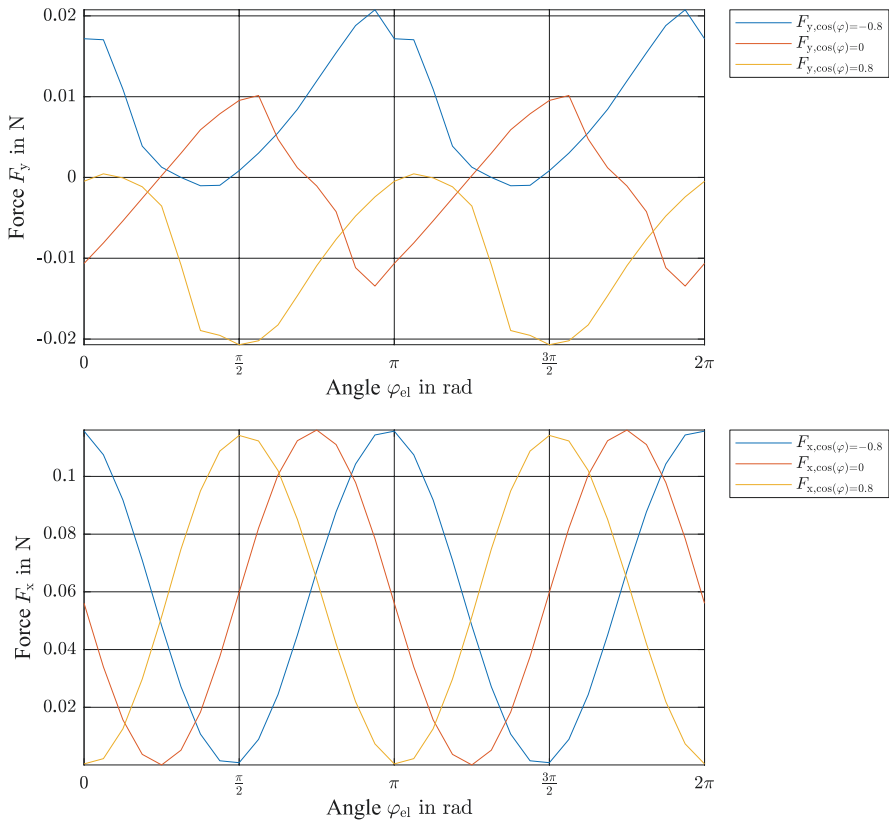 0.02
0.01
0
-0.01
-0.02
Force F_y in N
0 π/2 π 3π/2 2π
Angle φ_el in rad
F_y,cos(φ)=−0.8
F_y,cos(φ)=0
F_y,cos(φ)=0.8
0.1
0.08
0.06
0.04
0.02
Force F_x in N
0 π/2 π 3π/2 2π
Angle φ_el in rad
F_x,cos(φ)=−0.8
F_x,cos(φ)=0
F_x,cos(φ)=0.8